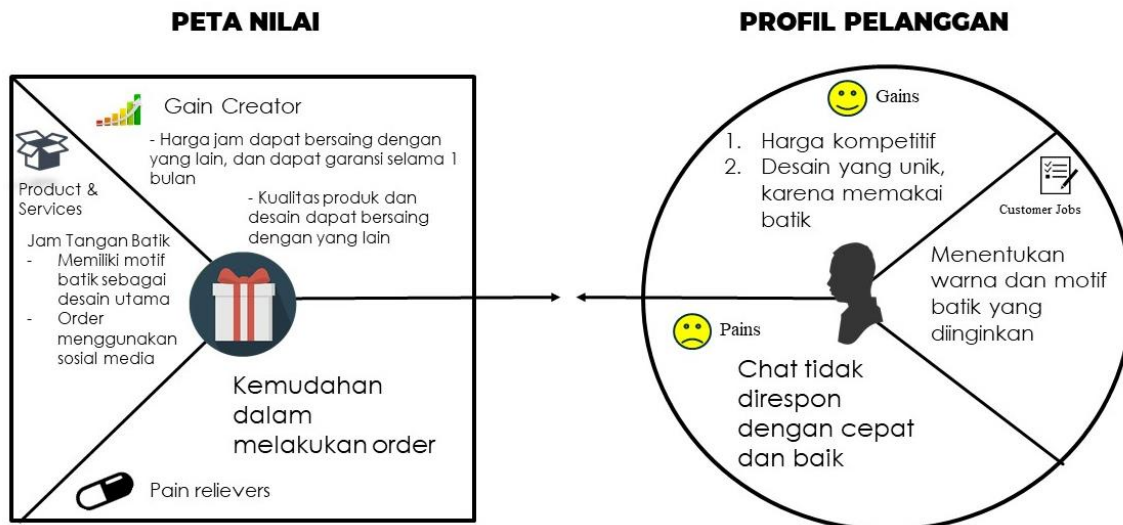 PETA NILAI
Gain Creator
- Harga jam dapat bersaing dengan
yang lain, dan dapat garansi selama 1
bulan
- Kualitas produk dan
desain dapat bersaing
dengan yang lain
Product &
Services
Jam Tangan Batik
- Memiliki motif
batik sebagai
desain utama
- Order
menggunakan
sosial media
Kemudahan
dalam
melakukan order
Pain relievers
PROFIL PELANGGAN
Gains
1. Harga kompetitif
2. Desain yang unik,
karena memakai
batik
Customer Jobs
Menentukan
warna dan motif
batik yang
diinginkan
Pains
Chat tidak
direspon
dengan cepat
dan baik